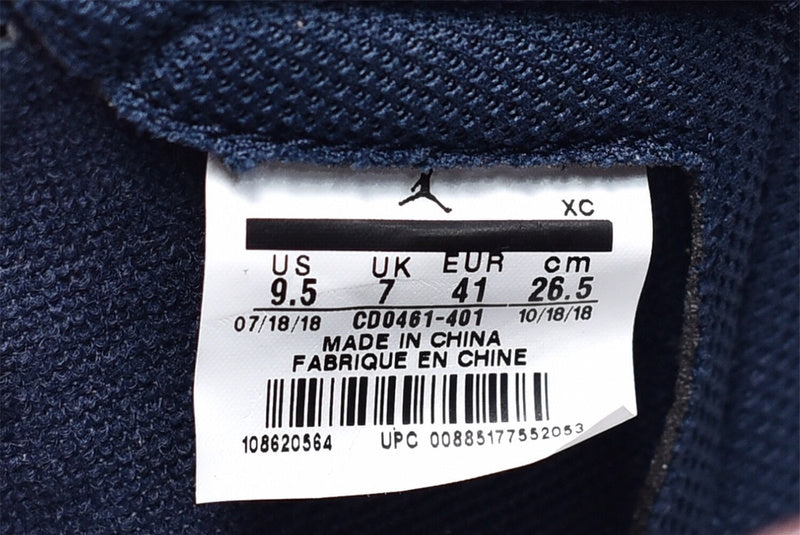 XC
US UK EUR cm
9.5 7 41 26.5
07/18/18 CD0461-401 10/18/18
MADE IN CHINA
FABRIQUE EN CHINE
108620564 UPC 00885177552053